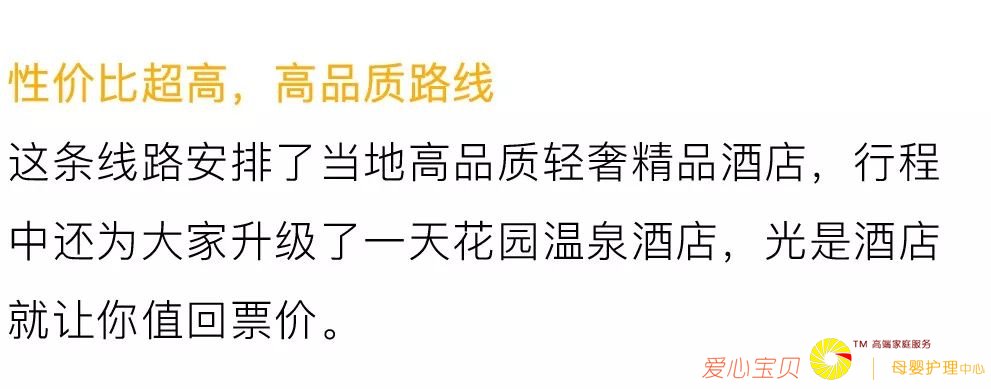 性价比超高，高品质路线
这条线路安排了当地高品质轻奢精品酒店，行程
中还为大家升级了一天花园温泉酒店，光是酒店
就让你值回票价。
TM 高端家庭服务
爱心宝贝 | 母婴护理中心